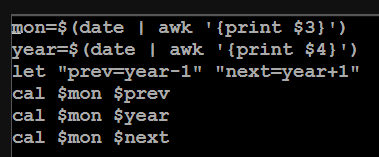 mon=$(date | awk '{print $3}')
year=$(date | awk '{print $4}')
let "prev=year-1" "next=year+1"
cal $mon $prev
cal $mon $year
cal $mon $next